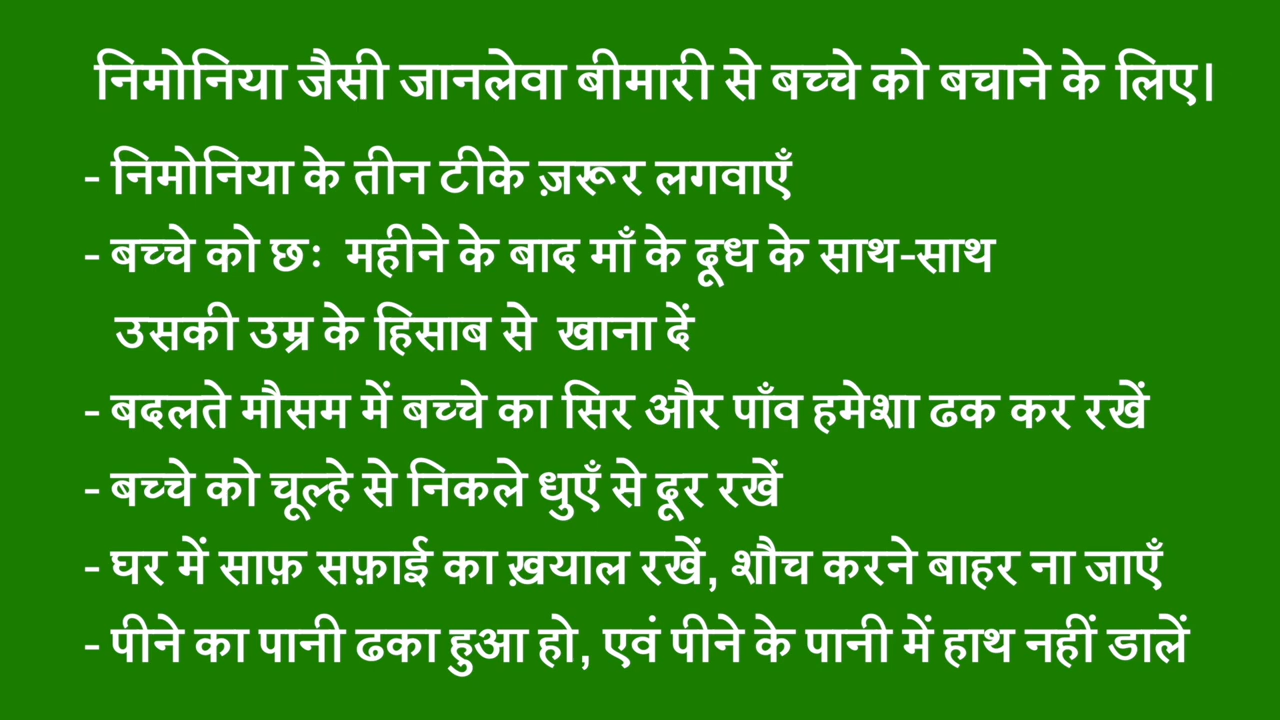 निमोनिया जैसी जानलेवा बीमारी से बच्चे को बचाने के लिए।
- निमोनिया के तीन टीके ज़रूर लगवाएँ
- बच्चे को छः महीने के बाद माँ के दूध के साथ-साथ
उसकी उम्र के हिसाब से खाना दें
- बदलते मौसम में बच्चे का सिर और पाँव हमेशा ढक कर रखें
- बच्चे को चूल्हे से निकले धुएँ से दूर रखें
- घर में साफ़ सफ़ाई का ख़याल रखें, शौच करने बाहर ना जाएँ
- पीने का पानी ढका हुआ हो, एवं पीने के पानी में हाथ नहीं डालें